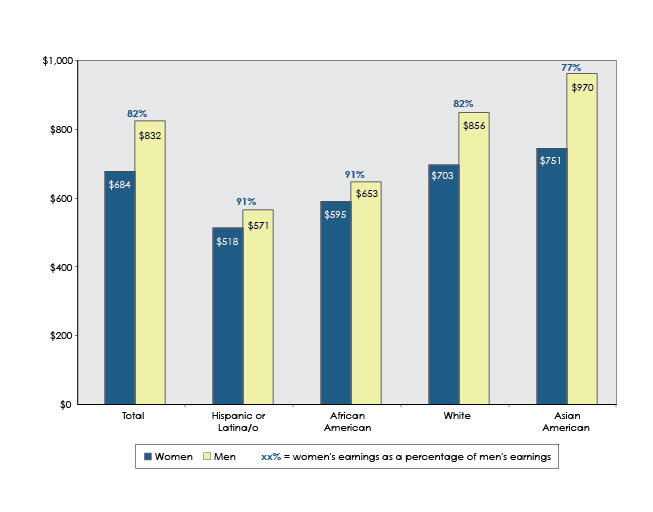 $1,000
$800
$600
$400
$200
$0
82%
$684
$832
91%
$518
$571
91%
$595
$653
82%
$703
$856
77%
$751
$970
Total
Hispanic or
Latina/o
African
American
White
Asian
American
Women
Men
xx% = women's earnings as a percentage of men's earnings